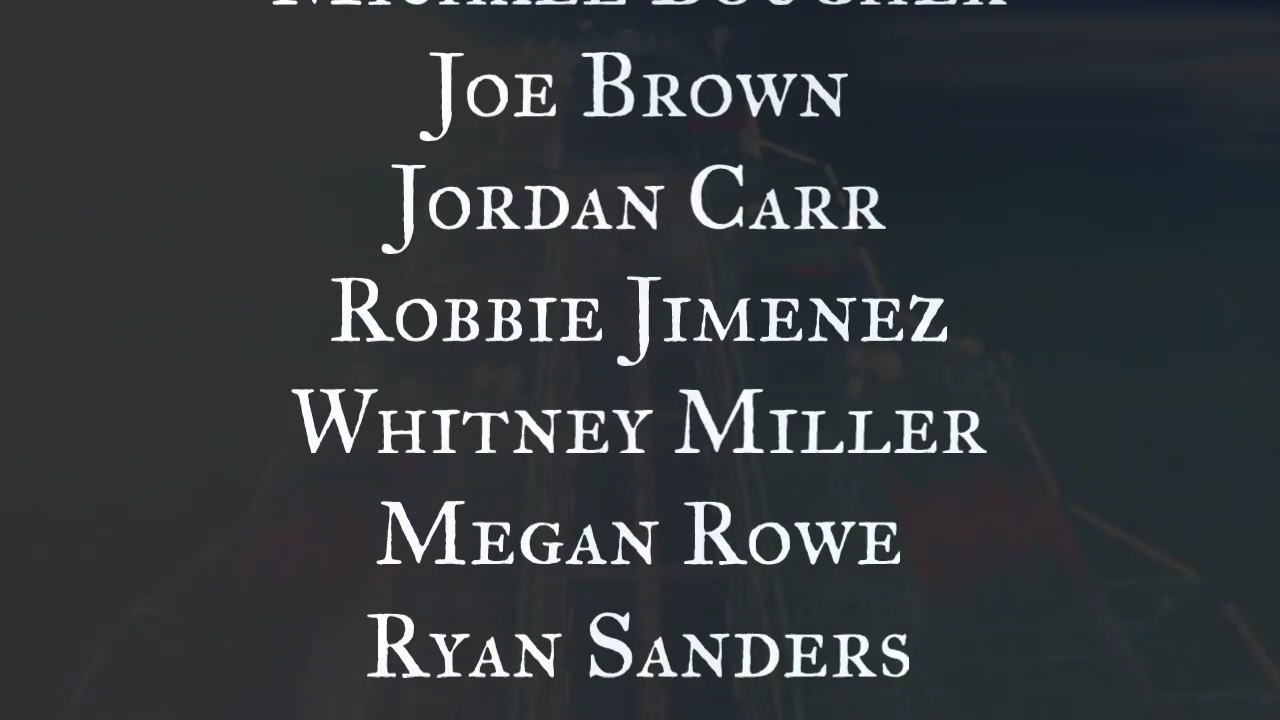 Joe Brown
Jordan Carr
Robbie Jimenez
Whitney Miller
Megan Rowe
Ryan Sanders